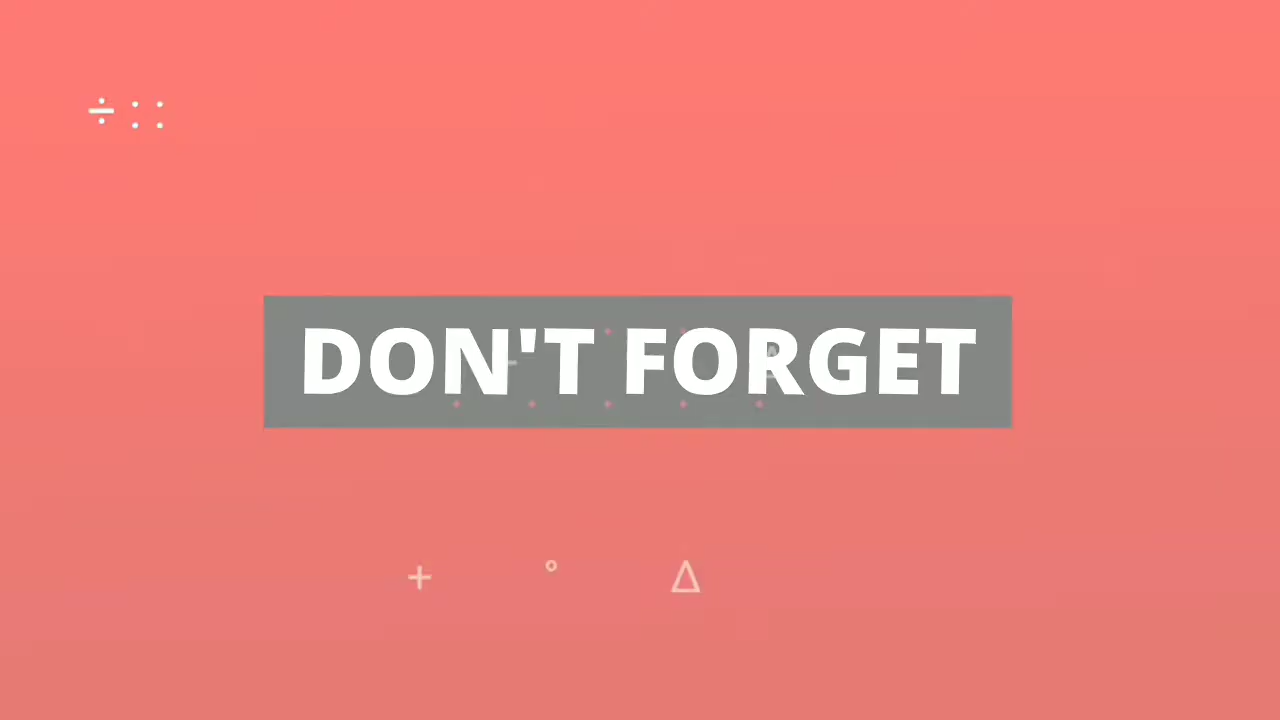 ÷ : :
DON'T FORGET
+ ° Δ